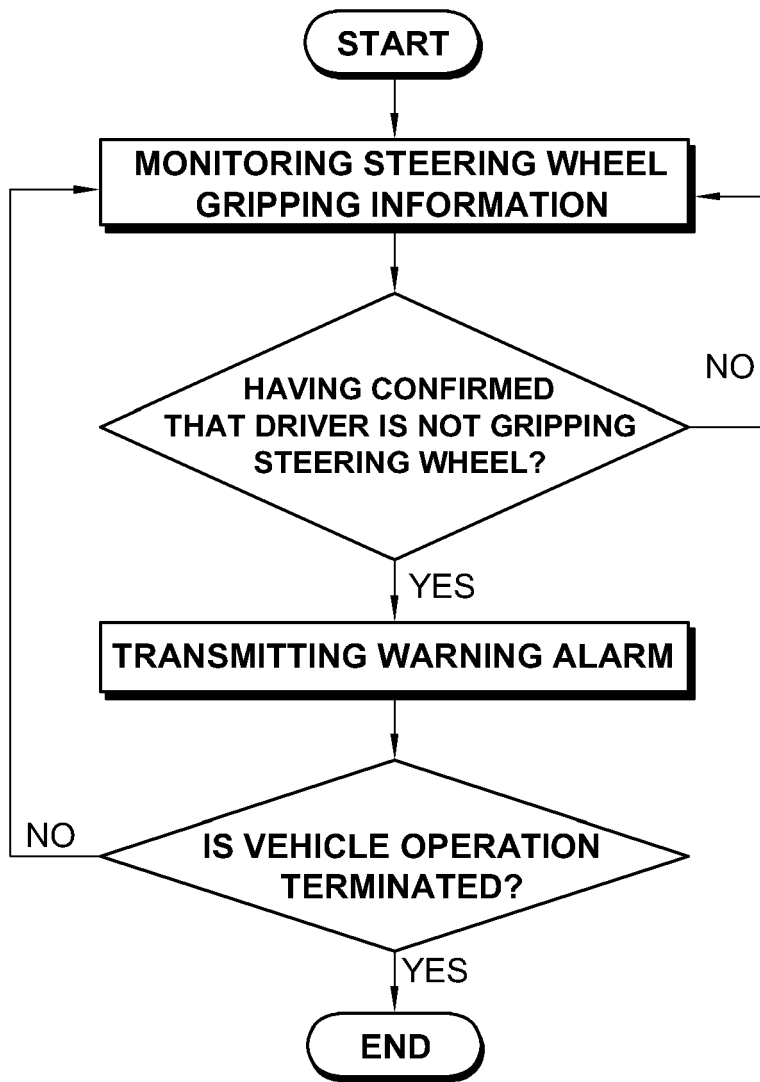 START
MONITORING STEERING WHEEL
GRIPPING INFORMATION
HAVING CONFIRMED
THAT DRIVER IS NOT GRIPPING
STEERING WHEEL?
NO
YES
TRANSMITTING WARNING ALARM
IS VEHICLE OPERATION
TERMINATED?
NO
YES
END